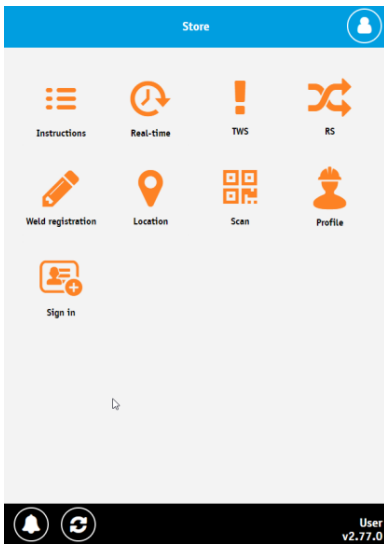 Store
Instructions
Real-time
TWS
RS
Weld registration
Location
Scan
Profile
Sign in
User
v2.77.0